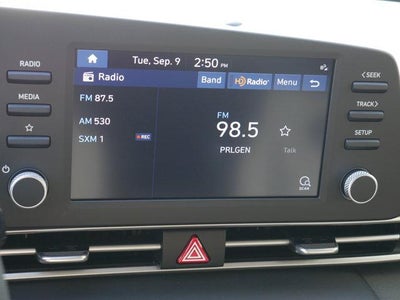 RADIO
MEDIA
Tue, Sep. 9 2:50 PM
Radio Band HD Radio Menu
FM 87.5
AM 530
SXM 1 REC
FM
98.5
PRLGEN
Talk
SCAN
SEEK
TRACK
SETUP